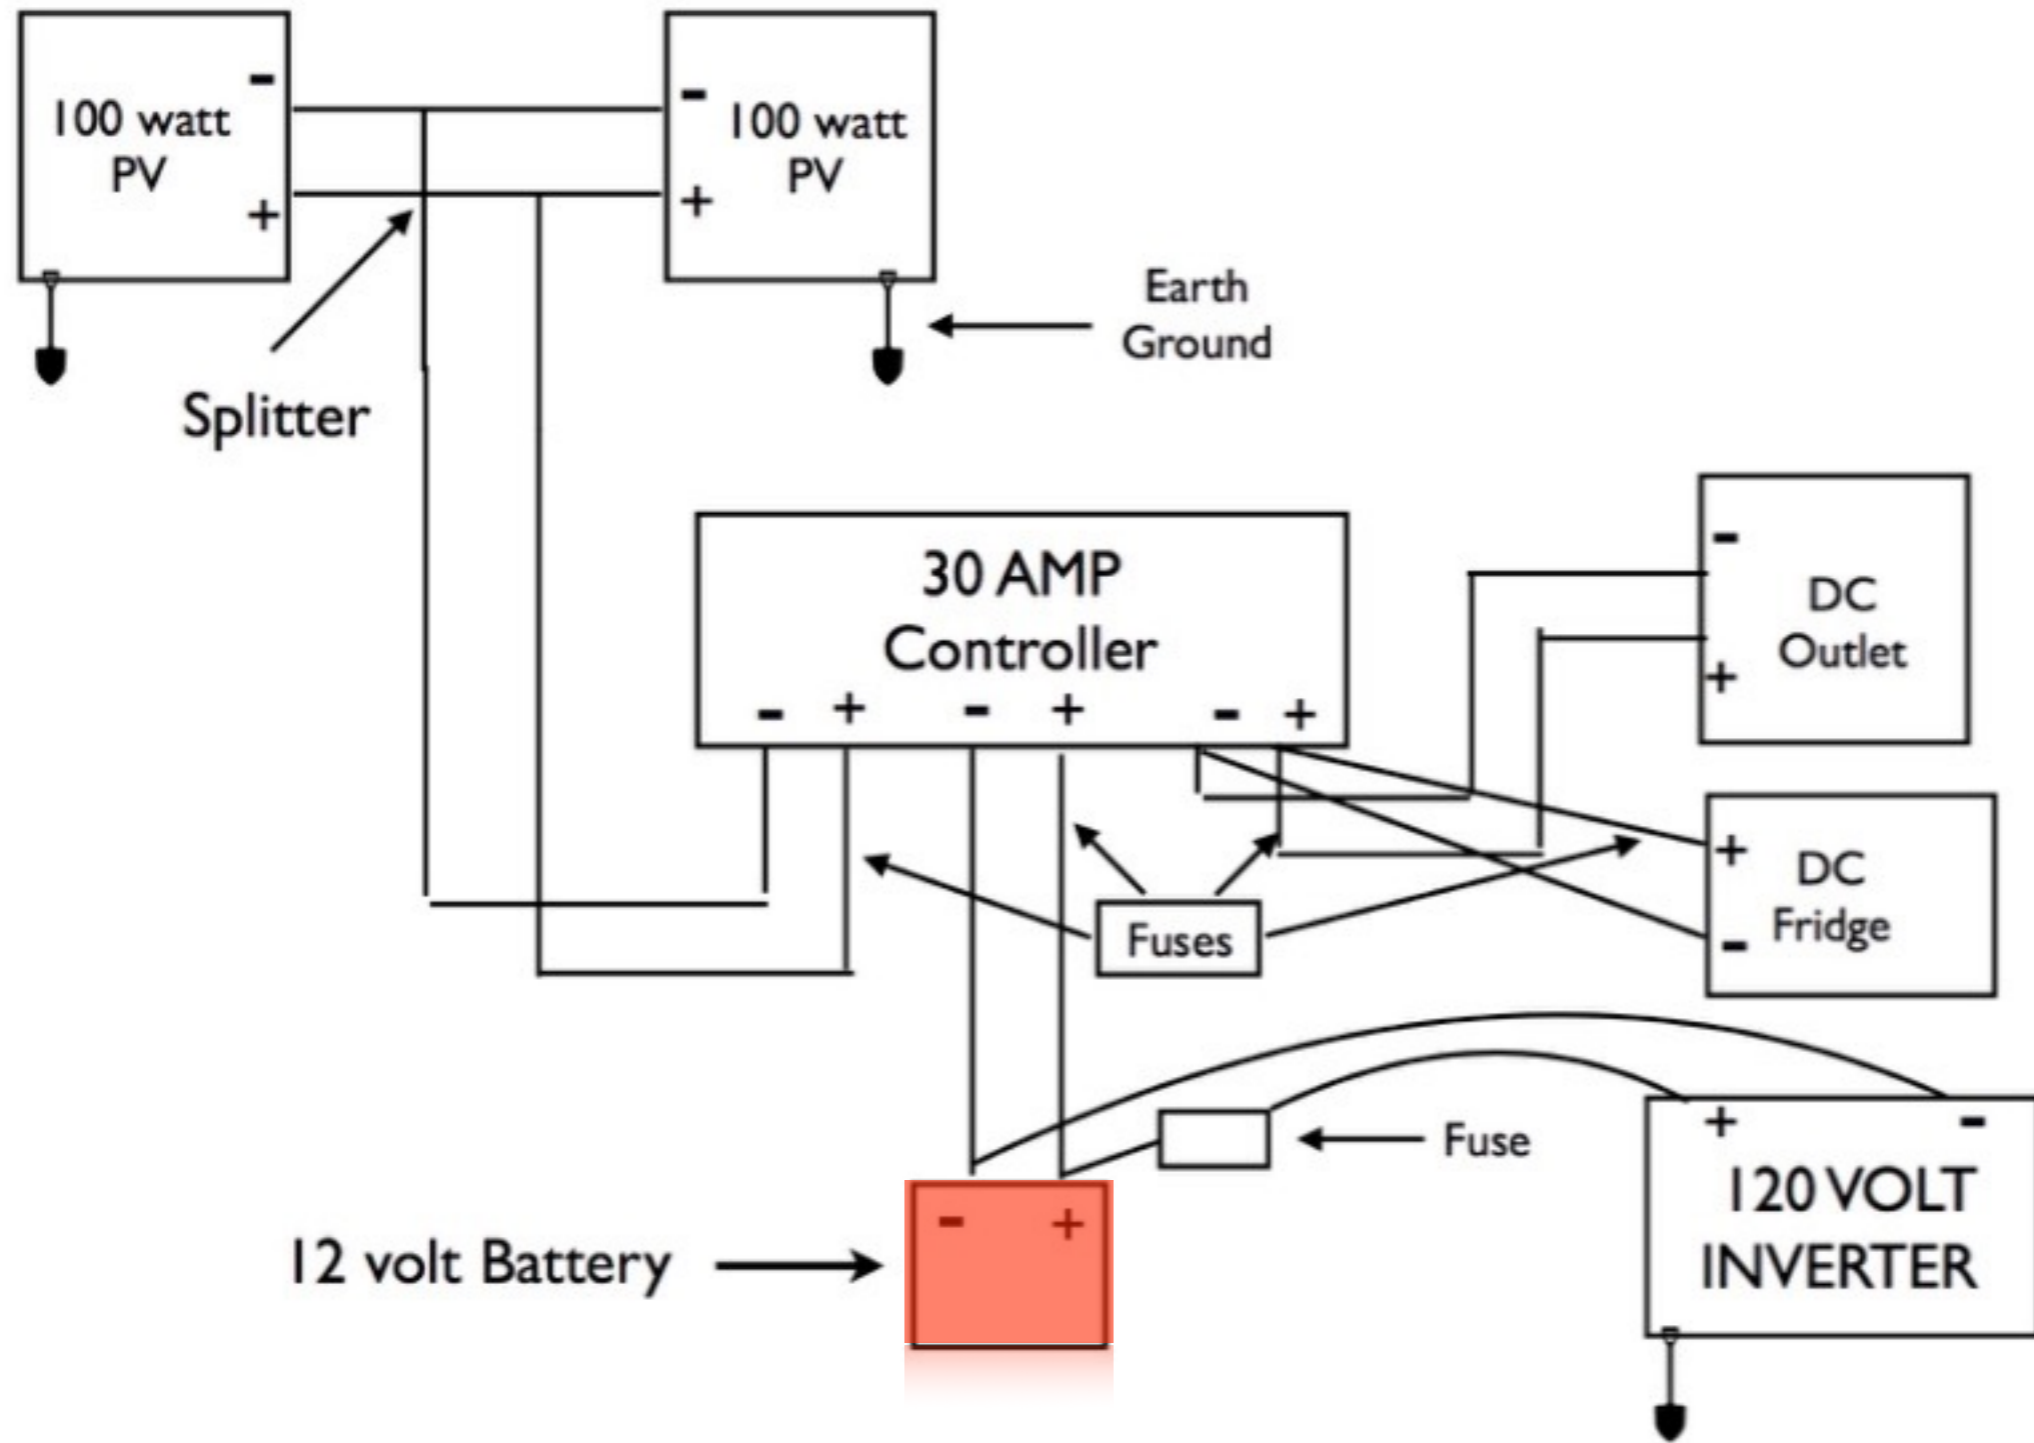 -
100 watt
PV
+
-
100 watt
PV
+
Earth
Ground
Splitter
30 AMP
Controller
- + - + - +
-
DC
Outlet
+
+
DC
Fridge
-
Fuses
Fuse
+ -
120 VOLT
INVERTER
- +
12 volt Battery